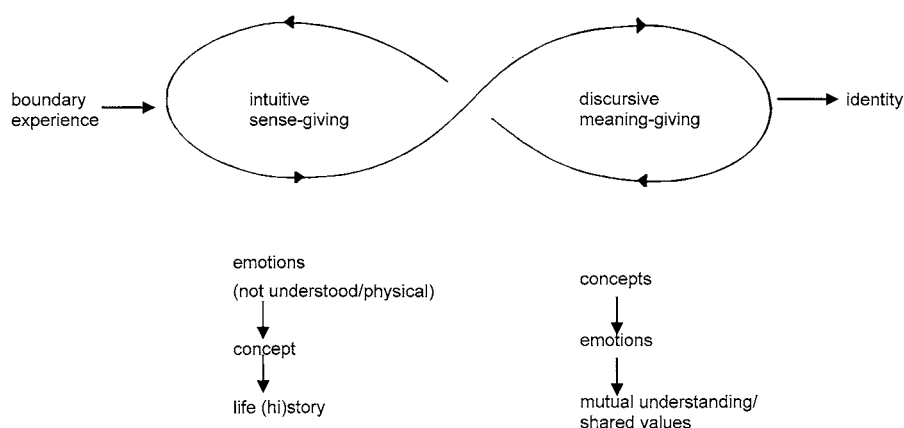 boundary
experience
intuitive
sense-giving
discursive
meaning-giving
identity
emotions
(not understood/physical)
concept
life (hi)story
concepts
emotions
mutual understanding/
shared values